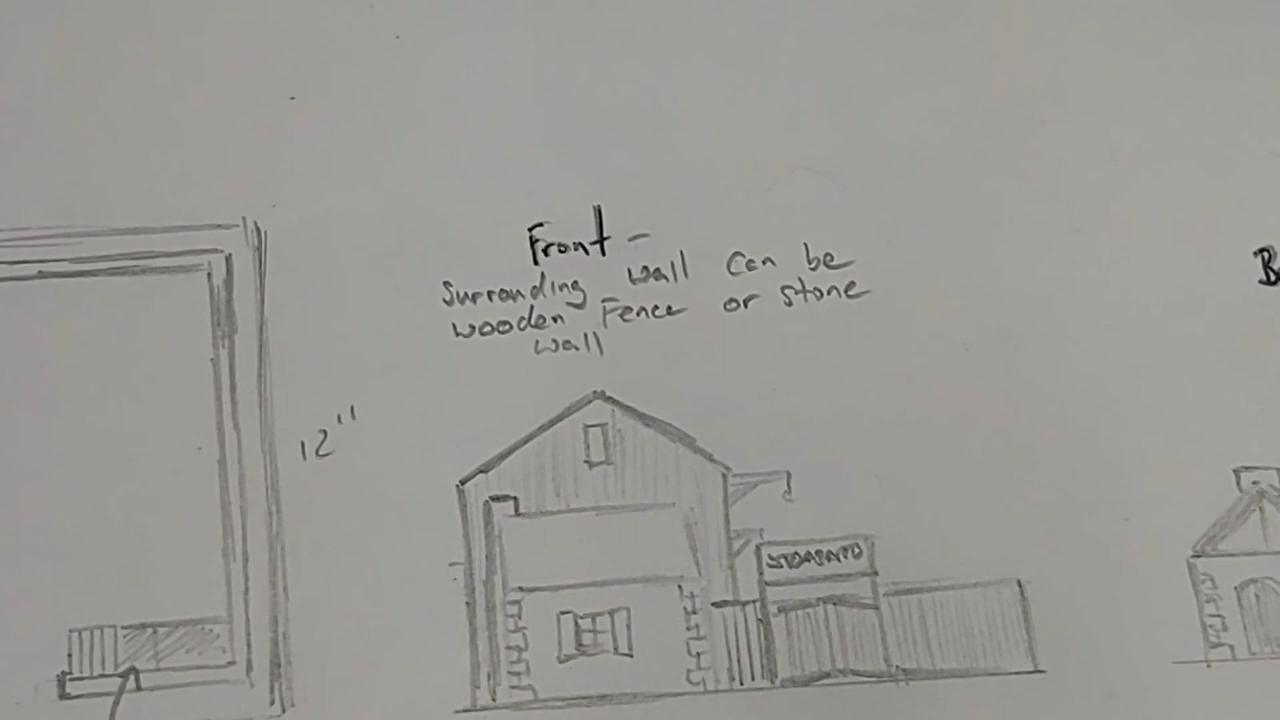 Front -
Surronding wall can be
wooden Fence or stone
wall
12"
B